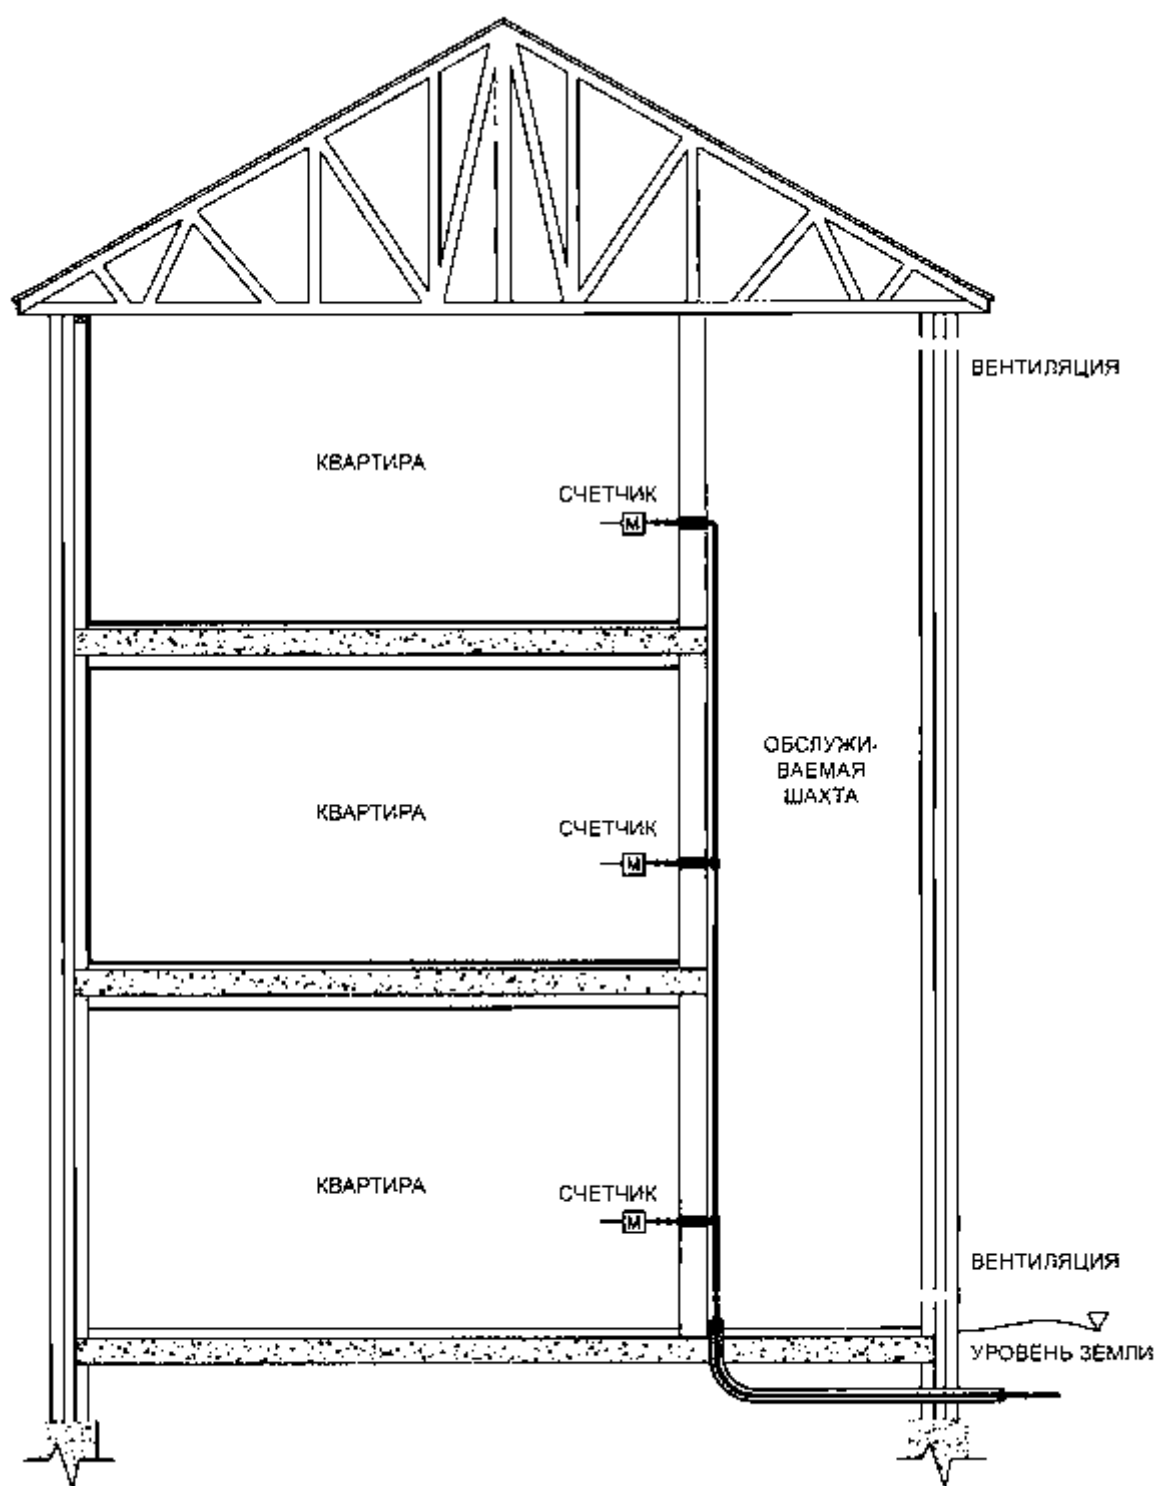 ВЕНТИЛЯЦИЯ
КВАРТИРА
СЧЕТЧИК
M
ОБСЛУЖИ-
ВАЕМАЯ
ШАХТА
КВАРТИРА
СЧЕТЧИК
M
КВАРТИРА
СЧЕТЧИК
M
ВЕНТИЛЯЦИЯ
УРОВЕНЬ ЗЕМЛИ